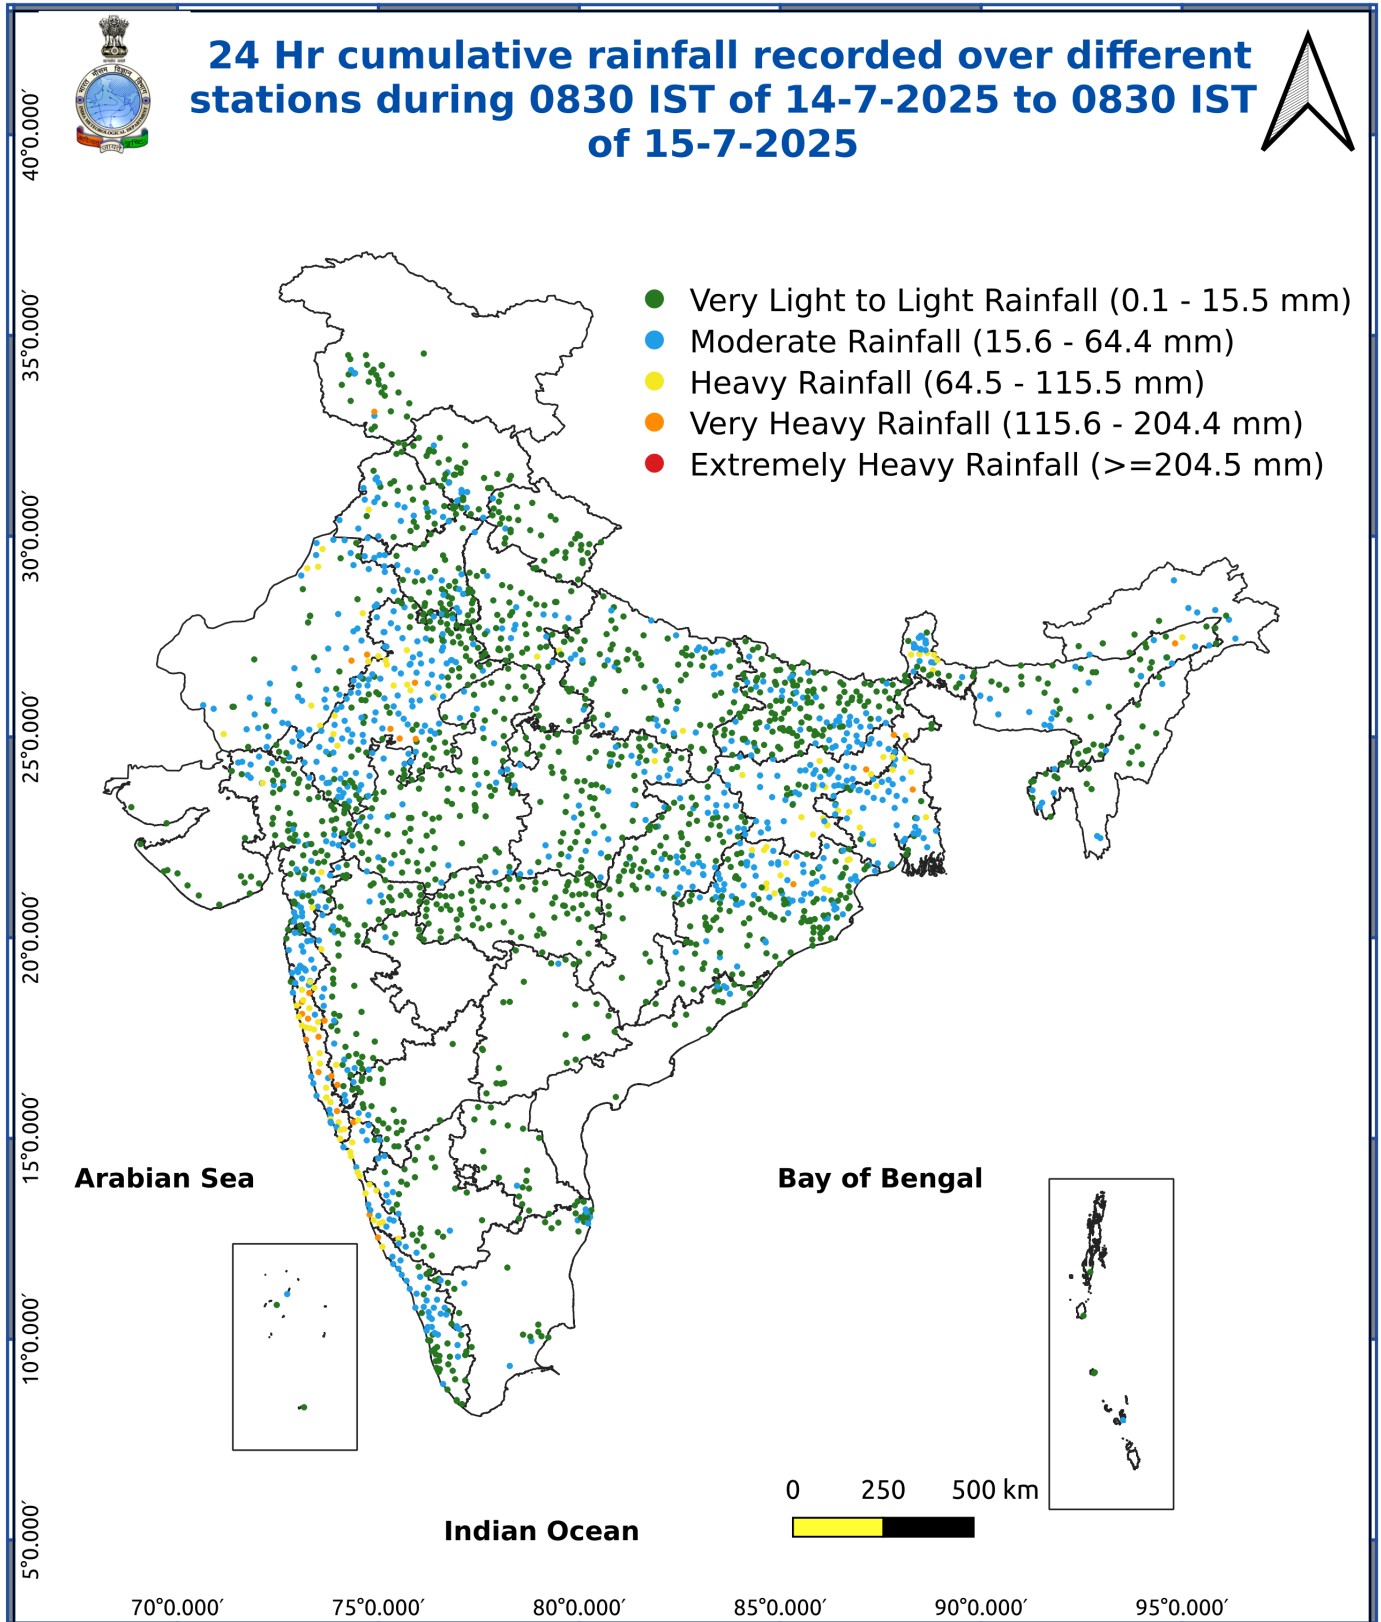 24 Hr cumulative rainfall recorded over different
stations during 0830 IST of 14-7-2025 to 0830 IST
of 15-7-2025
40°0.000′
35°0.000′
30°0.000′
25°0.000′
20°0.000′
15°0.000′
10°0.000′
5°0.000′
Very Light to Light Rainfall (0.1 - 15.5 mm)
Moderate Rainfall (15.6 - 64.4 mm)
Heavy Rainfall (64.5 - 115.5 mm)
Very Heavy Rainfall (115.6 - 204.4 mm)
Extremely Heavy Rainfall (>=204.5 mm)
Arabian Sea
Bay of Bengal
Indian Ocean
0 250 500 km
70°0.000′ 75°0.000′ 80°0.000′ 85°0.000′ 90°0.000′ 95°0.000′